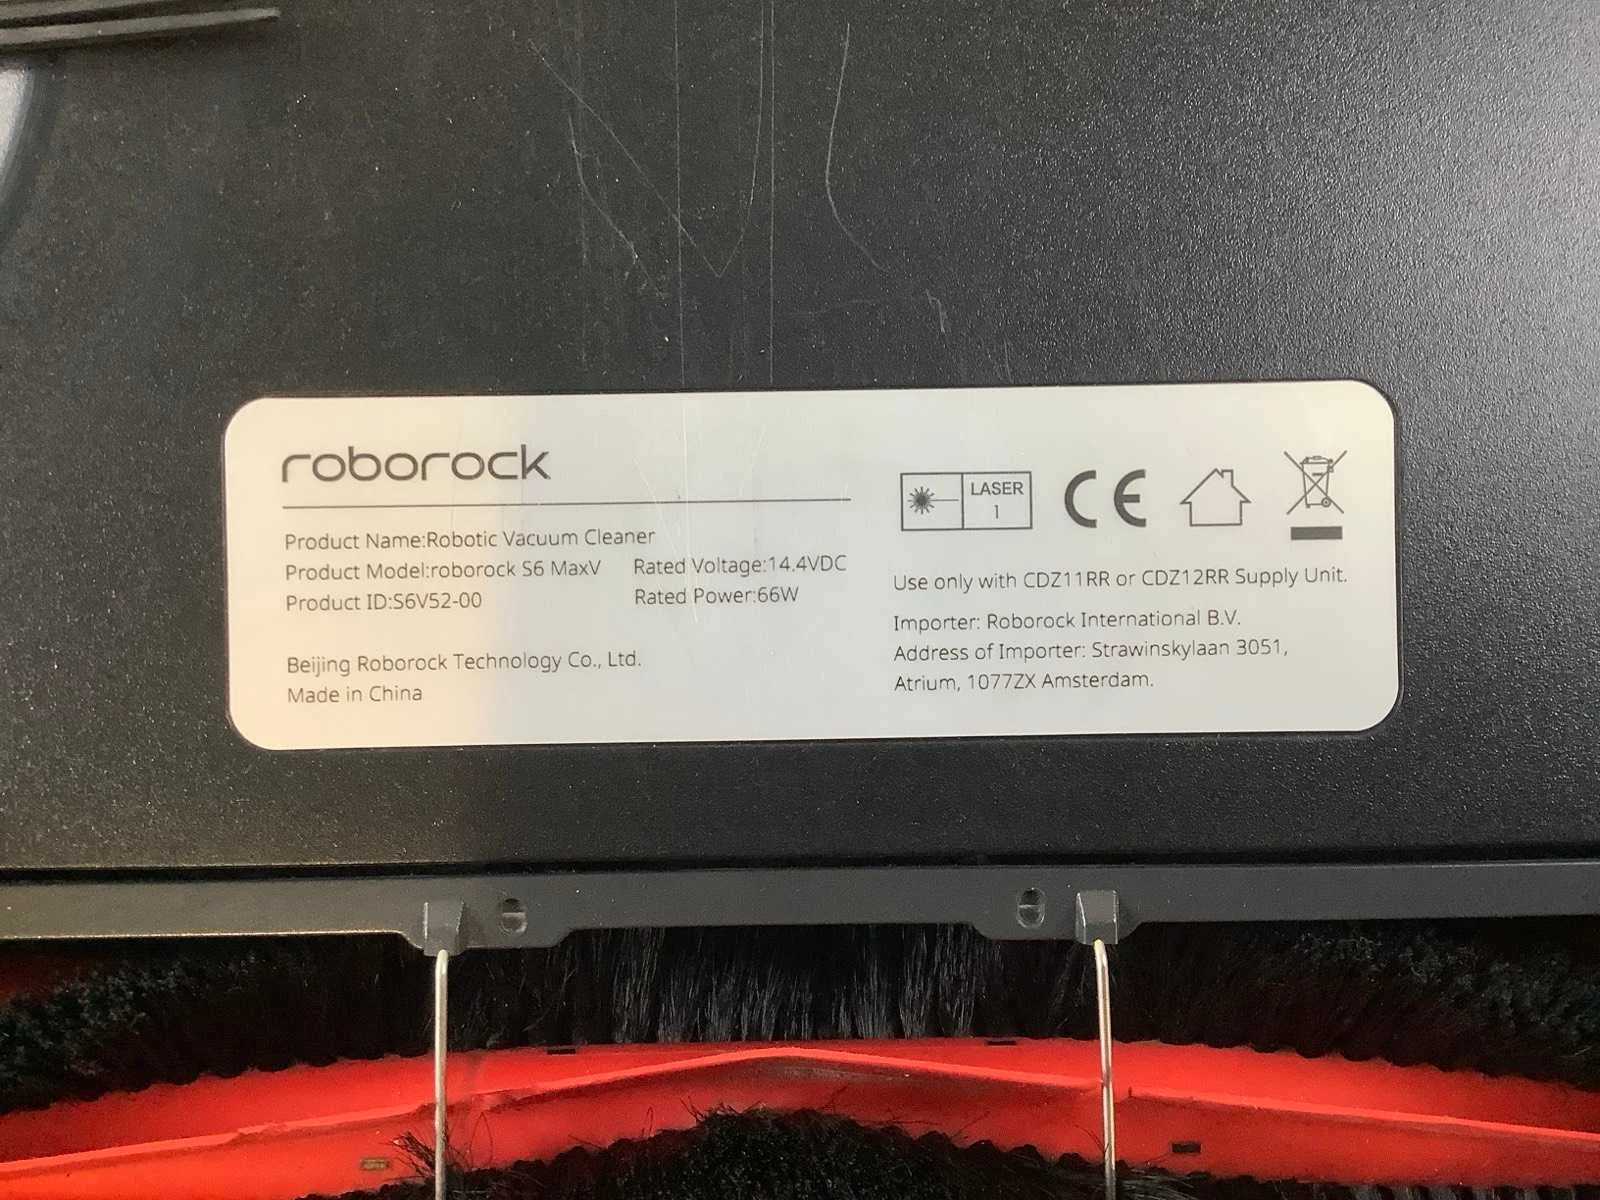 roborock
Product Name:Robotic Vacuum Cleaner
Product Model:roborock S6 MaxV Rated Voltage:14.4VDC
Product ID:S6V52-00 Rated Power:66W
Beijing Roborock Technology Co., Ltd.
Made in China
LASER
1
CE
Use only with CDZ11RR or CDZ12RR Supply Unit.
Importer: Roborock International B.V.
Address of Importer: Strawinskylaan 3051,
Atrium, 1077ZX Amsterdam.